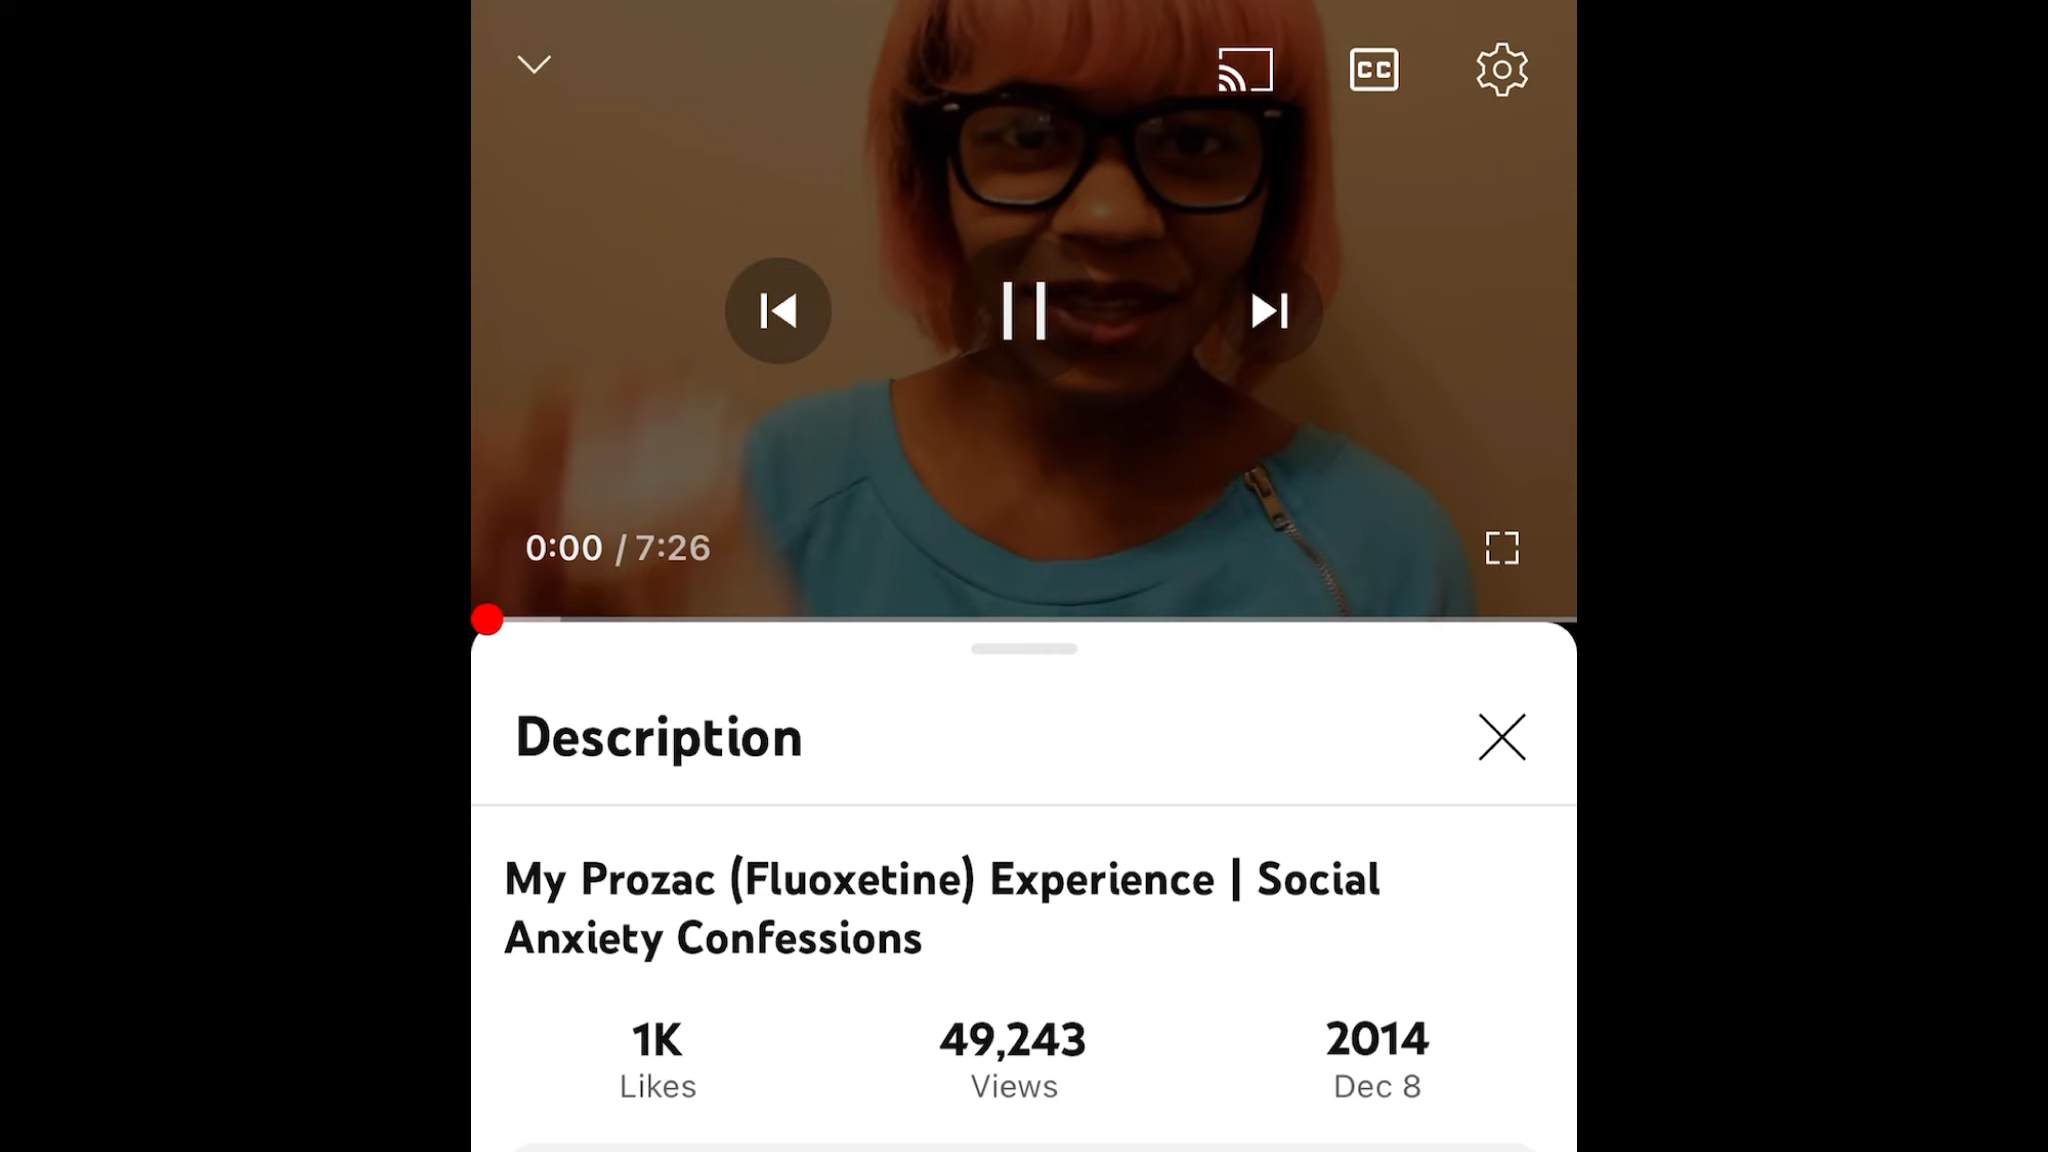 CC
0:00 / 7:26
Description
My Prozac (Fluoxetine) Experience | Social
Anxiety Confessions
1K 49,243 2014
Likes Views Dec 8